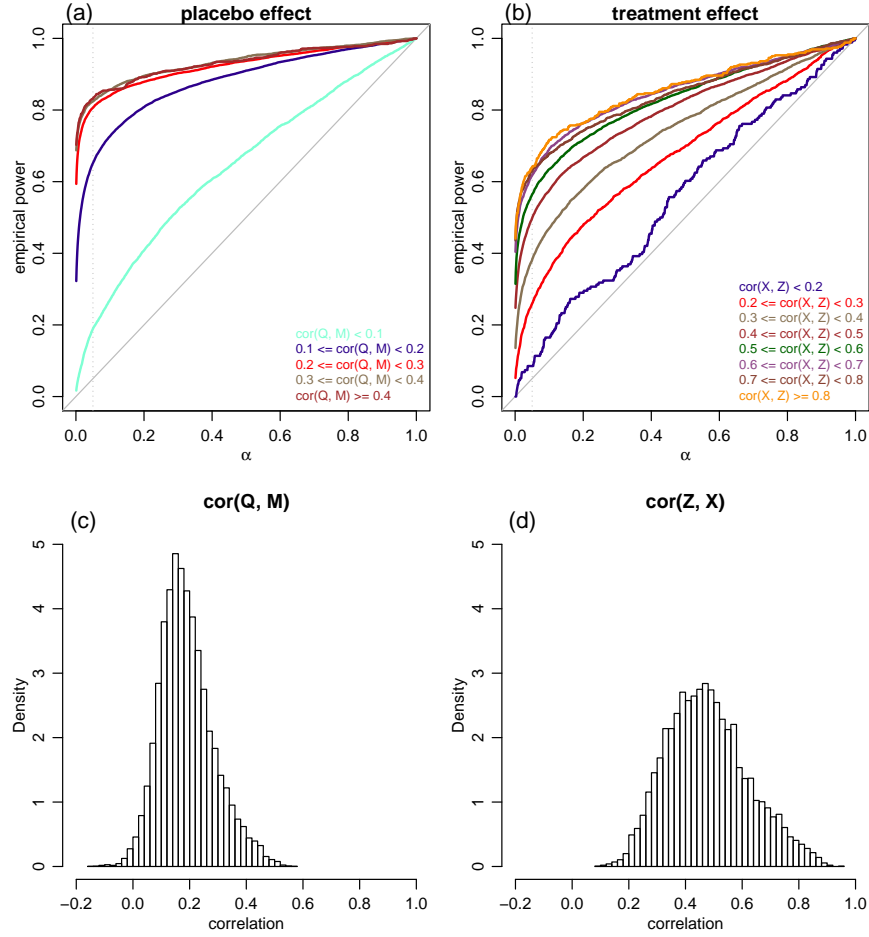 (a) placebo effect
empirical power
1.0
0.8
0.6
0.4
0.2
0.0
cor(Q, M) < 0.1
0.1 <= cor(Q, M) < 0.2
0.2 <= cor(Q, M) < 0.3
0.3 <= cor(Q, M) < 0.4
cor(Q, M) >= 0.4
0.0 0.2 0.4 0.6 0.8 1.0
α
(b) treatment effect
empirical power
1.0
0.8
0.6
0.4
0.2
0.0
cor(X, Z) < 0.2
0.2 <= cor(X, Z) < 0.3
0.3 <= cor(X, Z) < 0.4
0.4 <= cor(X, Z) < 0.5
0.5 <= cor(X, Z) < 0.6
0.6 <= cor(X, Z) < 0.7
0.7 <= cor(X, Z) < 0.8
cor(X, Z) >= 0.8
0.0 0.2 0.4 0.6 0.8 1.0
α
(c) cor(Q, M)
Density
5
4
3
2
1
0
−0.2 0.0 0.2 0.4 0.6 0.8 1.0
correlation
(d) cor(Z, X)
Density
5
4
3
2
1
0
−0.2 0.0 0.2 0.4 0.6 0.8 1.0
correlation